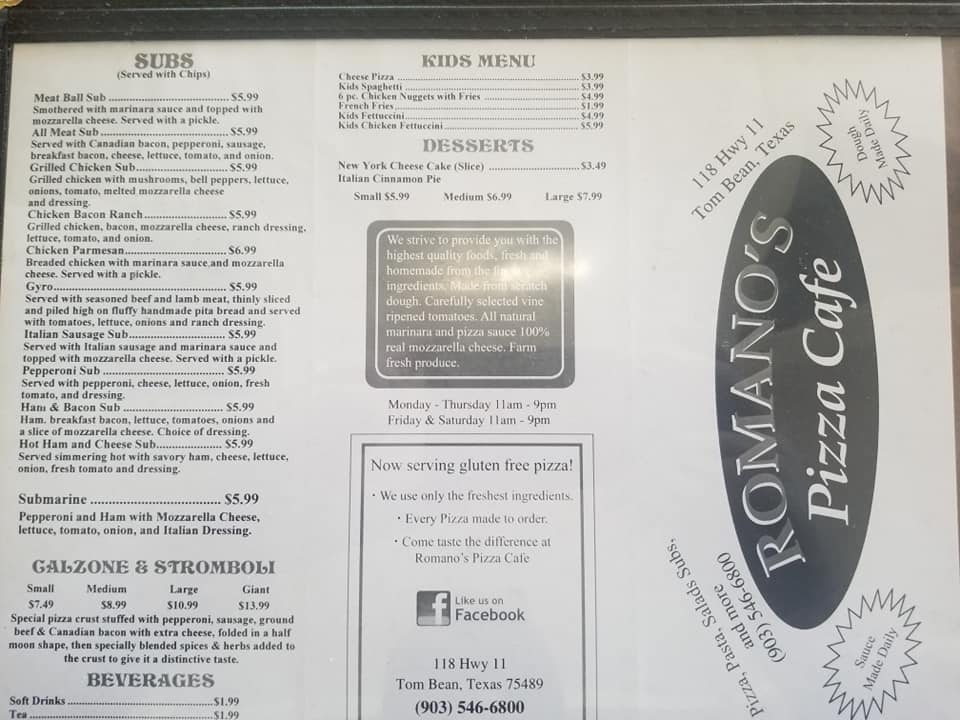 SUBS
(Served with Chips)
Meat Ball Sub .................................. $5.99
Smothered with marinara sauce and topped with
mozzarella cheese. Served with a pickle.
All Meat Sub..................................... $5.99
Served with Canadian bacon, pepperoni, sausage,
breakfast bacon, cheese, lettuce, tomato, and onion.
Grilled Chicken Sub........................... $5.99
Grilled chicken with mushrooms, bell peppers, lettuce,
onions, tomato, melted mozzarella cheese
and dressing.
Chicken Bacon Ranch........................ $5.99
Grilled chicken, bacon, mozzarella cheese, ranch dressing,
lettuce, tomato, and onion.
Chicken Parmesan............................. $6.99
Breaded chicken with marinara sauce and mozzarella
cheese. Served with a pickle.
Gyro.................................................. $5.99
Served with seasoned beef and lamb meat, thinly sliced
and piled high on fluffy handmade pita bread and served
with tomatoes, lettuce, onions and ranch dressing.
Italian Sausage Sub............................ $5.99
Served with Italian sausage and marinara sauce and
topped with mozzarella cheese. Served with a pickle.
Pepperoni Sub ................................... $5.99
Served with pepperoni, cheese, lettuce, onion, fresh
tomato, and dressing.
Ham & Bacon Sub ............................. $5.99
Ham. breakfast bacon, lettuce, tomatoes, onions and
a slice of mozzarella cheese. Choice of dressing.
Hot Ham and Cheese Sub................... $5.99
Served simmering hot with savory ham, cheese, lettuce,
onion, fresh tomato and dressing.
Submarine .................................. $5.99
Pepperoni and Ham with Mozzarella Cheese,
lettuce, tomato, onion, and Italian Dressing.
CALZONE & STROMBOLI
Small Medium Large Giant
$7.49 $8.99 $10.99 $13.99
Special pizza crust stuffed with pepperoni, sausage, ground
beef & Canadian bacon with extra cheese, folded in a half
moon shape, then specially blended spices & herbs added to
the crust to give it a distinctive taste.
BEVERAGES
Soft Drinks ........................................... $1.99
Tea ........................................................ $1.99
KIDS MENU
Cheese Pizza ..................................................... $3.99
Kids Spaghetti ................................................... $3.99
6 pc. Chicken Nuggets with Fries ............................ $4.99
French Fries....................................................... $1.99
Kids Fettuccini................................................... $4.99
Kids Chicken Fettuccini........................................ $5.99
DESSERTS
New York Cheese Cake (Slice) .............................. $3.49
Italian Cinnamon Pie
Small $5.99 Medium $6.99 Large $7.99
We strive to provide you with the
highest quality foods, fresh and
homemade from the
ingredients. Made from scratch
dough. Carefully selected vine
ripened tomatoes. All natural
marinara and pizza sauce 100%
real mozzarella cheese. Farm
fresh produce.
Monday - Thursday 11am - 9pm
Friday & Saturday 11am - 9pm
Now serving gluten free pizza!
· We use only the freshest ingredients.
· Every Pizza made to order.
· Come taste the difference at
Romano's Pizza Cafe
f Like us on
Facebook
118 Hwy 11
Tom Bean, Texas 75489
(903) 546-6800
118 Hwy 11
Tom Bean, Texas
Dough
Made Daily
ROMANO'S
Pizza Cafe
Pizza, Pasta, Salads Subs,
and more
(903) 546-6800
Sauce
Made Daily